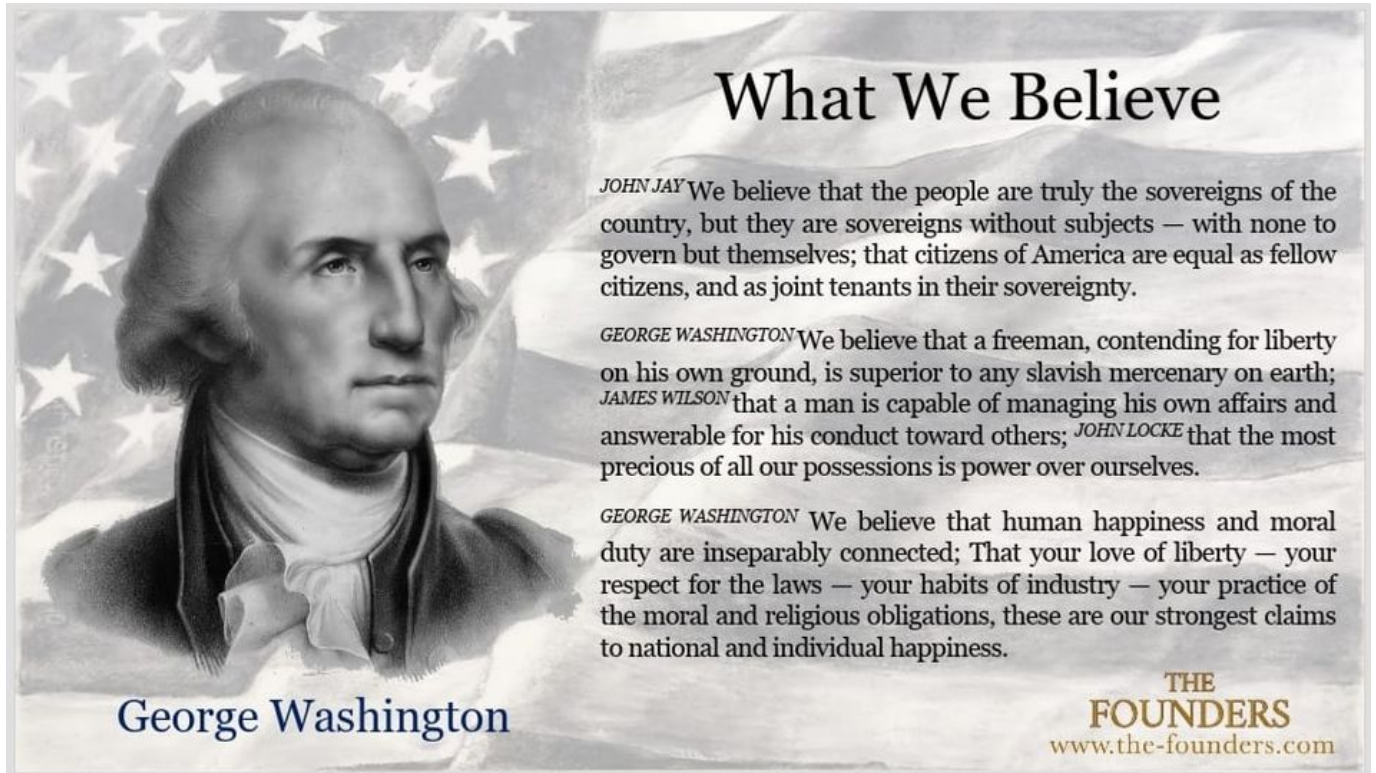 What We Believe
JOHN JAY We believe that the people are truly the sovereigns of the
country, but they are sovereigns without subjects — with none to
govern but themselves; that citizens of America are equal as fellow
citizens, and as joint tenants in their sovereignty.
GEORGE WASHINGTON We believe that a freeman, contending for liberty
on his own ground, is superior to any slavish mercenary on earth;
JAMES WILSON that a man is capable of managing his own affairs and
answerable for his conduct toward others; JOHN LOCKE that the most
precious of all our possessions is power over ourselves.
GEORGE WASHINGTON We believe that human happiness and moral
duty are inseparably connected; That your love of liberty — your
respect for the laws — your habits of industry — your practice of
the moral and religious obligations, these are our strongest claims
to national and individual happiness.
George Washington
THE
FOUNDERS
www.the-founders.com